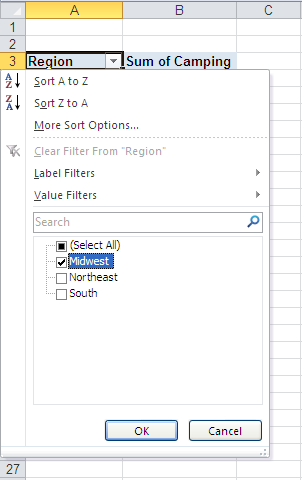 A B C
1
2
3 Region Sum of Camping
Sort A to Z
Sort Z to A
More Sort Options...
Clear Filter From "Region"
Label Filters
Value Filters
Search
(Select All)
Midwest
Northeast
South
OK Cancel
27